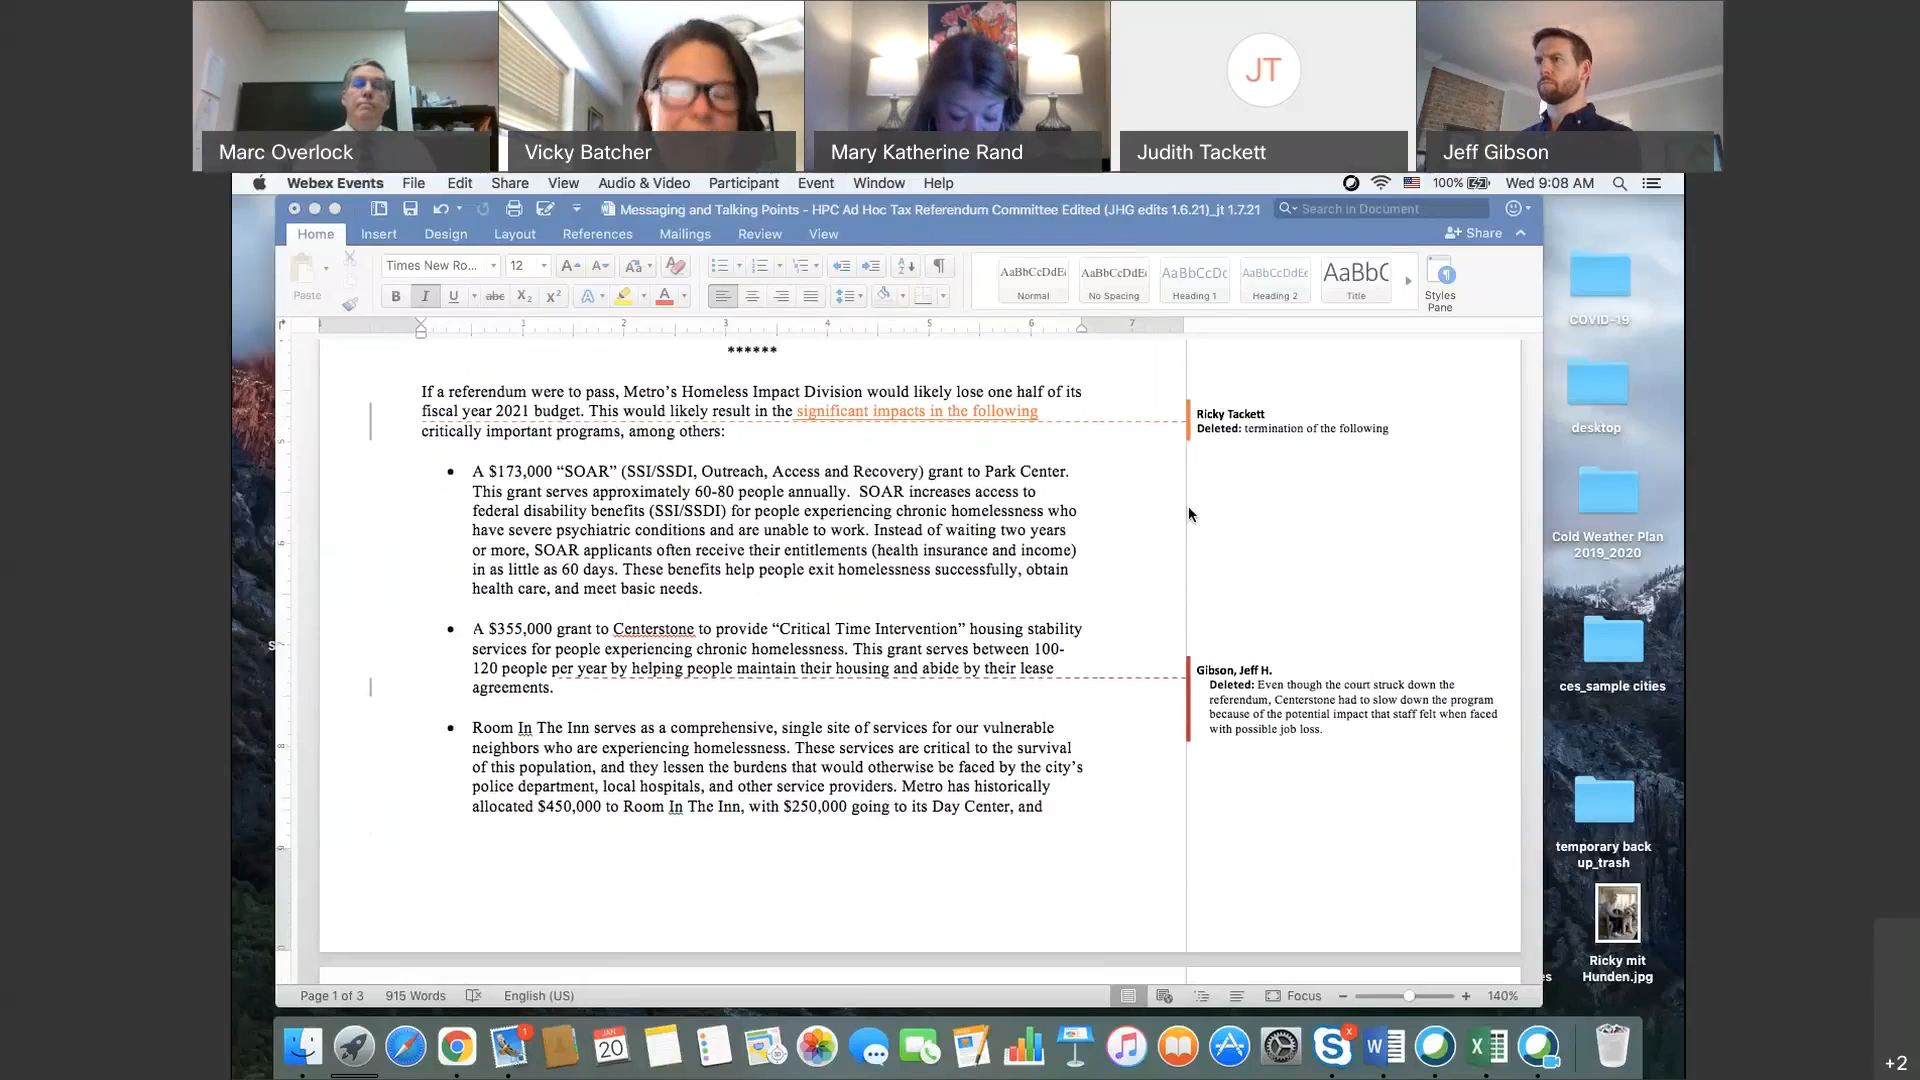 Marc Overlock
Vicky Batcher
Mary Katherine Rand
JT
Judith Tackett
Jeff Gibson
Webex Events File Edit Share View Audio & Video Participant Event Window Help
100% Wed 9:08 AM
Messaging and Talking Points - HPC Ad Hoc Tax Referendum Committee Edited (JHG edits 1.6.21)_jt 1.7.21
Search in Document
Home Insert Design Layout References Mailings Review View
Share
Paste
Times New Ro... 12
AaBbCcDdEe AaBbCcDdEe AaBbCcDc AaBbCcDdEe AaBbC
Normal No Spacing Heading 1 Heading 2 Title
Styles
Pane
1 1 2 3 4 5 6 7
******
If a referendum were to pass, Metro’s Homeless Impact Division would likely lose one half of its
fiscal year 2021 budget. This would likely result in the significant impacts in the following
critically important programs, among others:
• A $173,000 “SOAR” (SSI/SSDI, Outreach, Access and Recovery) grant to Park Center.
This grant serves approximately 60-80 people annually.  SOAR increases access to
federal disability benefits (SSI/SSDI) for people experiencing chronic homelessness who
have severe psychiatric conditions and are unable to work. Instead of waiting two years
or more, SOAR applicants often receive their entitlements (health insurance and income)
in as little as 60 days. These benefits help people exit homelessness successfully, obtain
health care, and meet basic needs.
• A $355,000 grant to Centerstone to provide “Critical Time Intervention” housing stability
services for people experiencing chronic homelessness. This grant serves between 100-
120 people per year by helping people maintain their housing and abide by their lease
agreements.
• Room In The Inn serves as a comprehensive, single site of services for our vulnerable
neighbors who are experiencing homelessness. These services are critical to the survival
of this population, and they lessen the burdens that would otherwise be faced by the city’s
police department, local hospitals, and other service providers. Metro has historically
allocated $450,000 to Room In The Inn, with $250,000 going to its Day Center, and
Ricky Tackett
Deleted: termination of the following
Gibson, Jeff H.
Deleted: Even though the court struck down the
referendum, Centerstone had to slow down the program
because of the potential impact that staff felt when faced
with possible job loss.
COVID-19
desktop
Cold Weather Plan
2019_2020
ces_sample cities
temporary back
up_trash
Ricky mit
Hunden.jpg
Page 1 of 3 915 Words English (US)
Focus 140%
JAN
20
+2